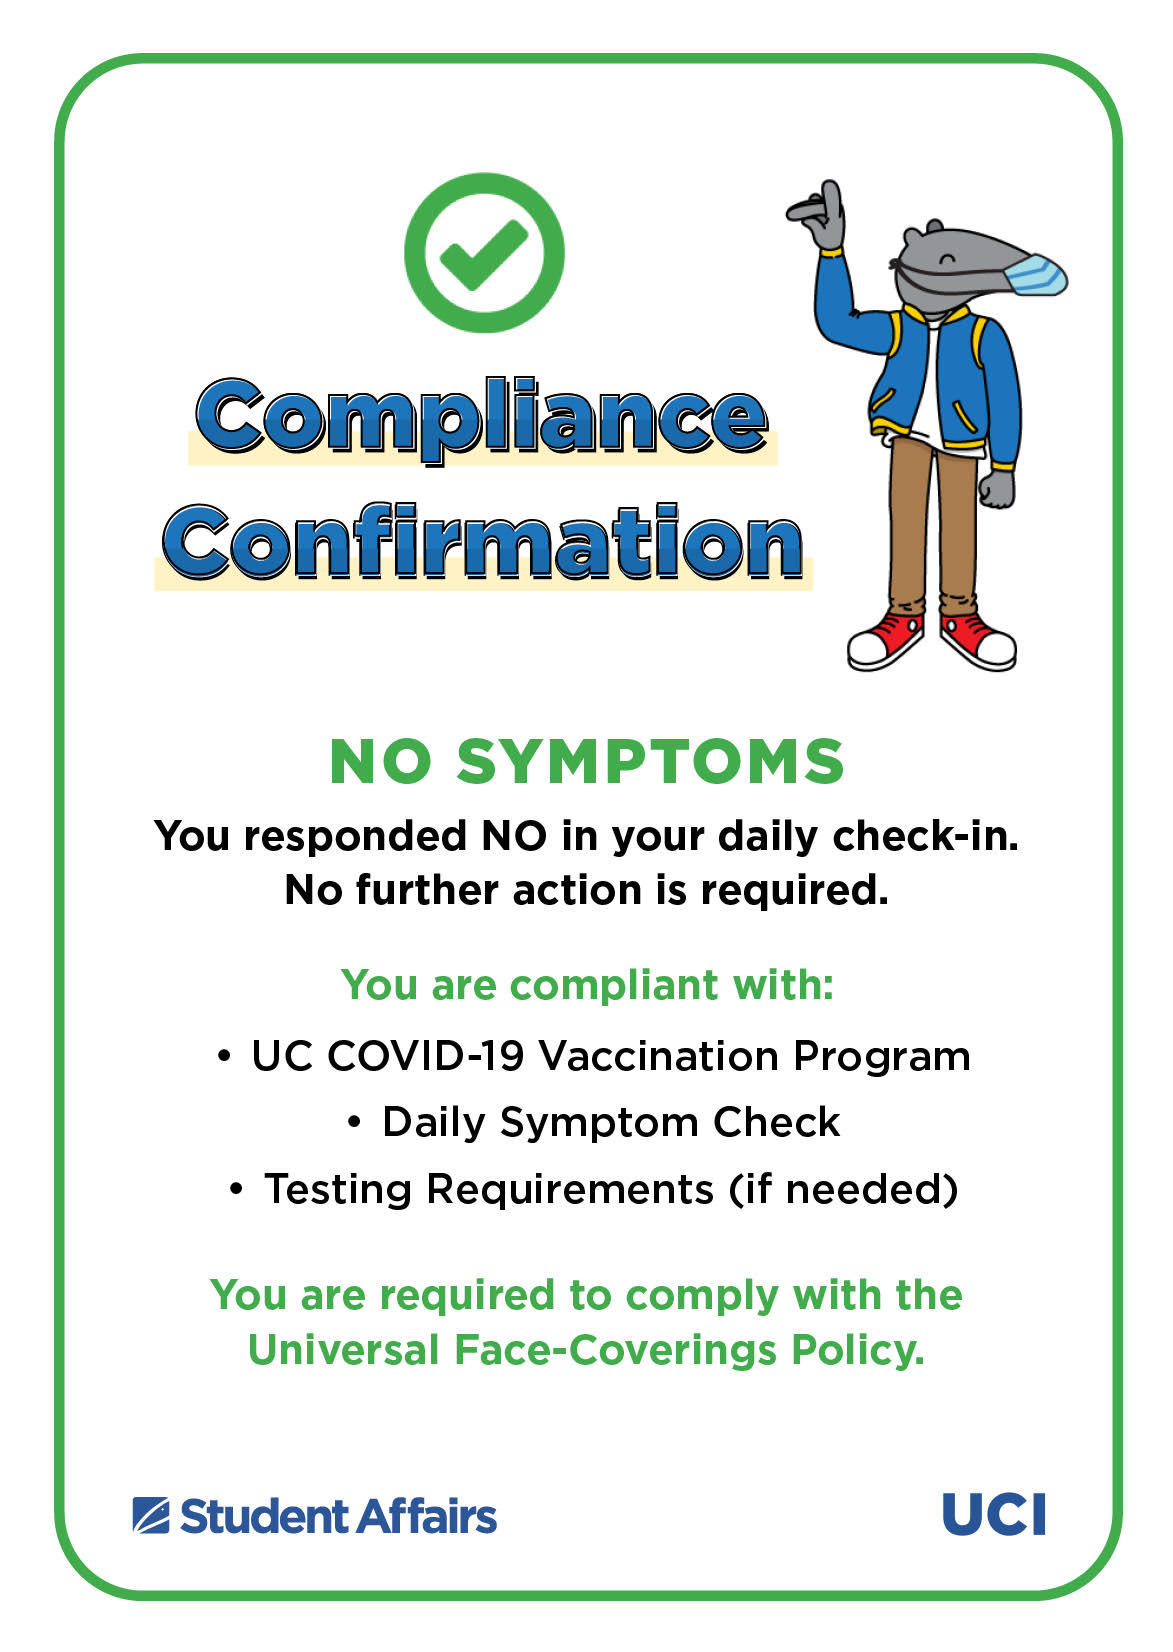 Compliance
Confirmation
NO SYMPTOMS
You responded NO in your daily check-in.
No further action is required.
You are compliant with:
• UC COVID-19 Vaccination Program
• Daily Symptom Check
• Testing Requirements (if needed)
You are required to comply with the
Universal Face-Coverings Policy.
Student Affairs
UCI